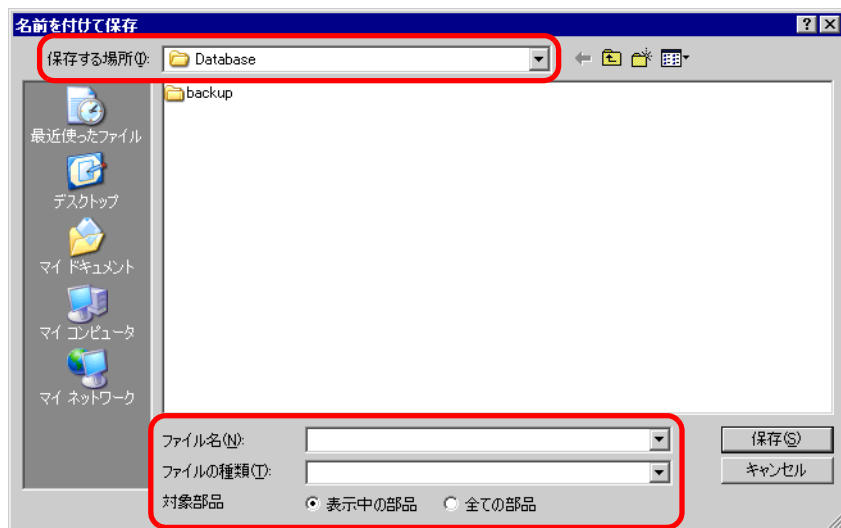 名前を付けて保存
保存する場所(I): Database
backup
最近使ったファイル
デスクトップ
マイ ドキュメント
マイ コンピュータ
マイ ネットワーク
ファイル名(N): 保存(S)
ファイルの種類(T): キャンセル
対象部品 表示中の部品 全ての部品